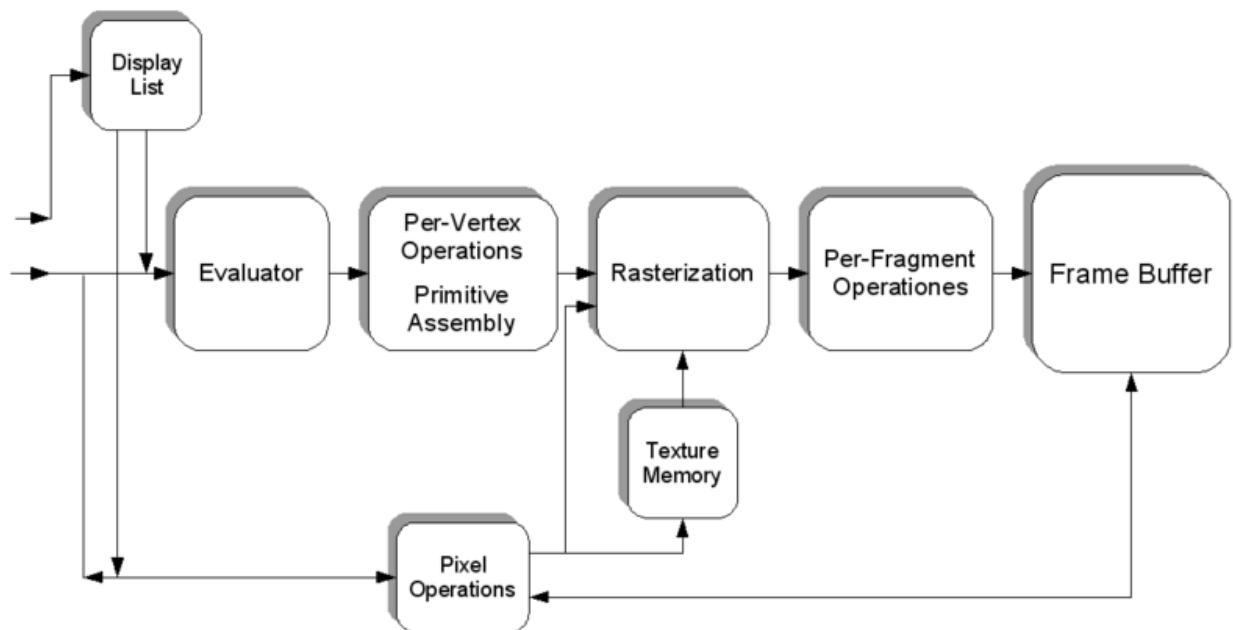 Display
List
Evaluator
Per-Vertex
Operations
Primitive
Assembly
Rasterization
Per-Fragment
Operationes
Frame Buffer
Texture
Memory
Pixel
Operations